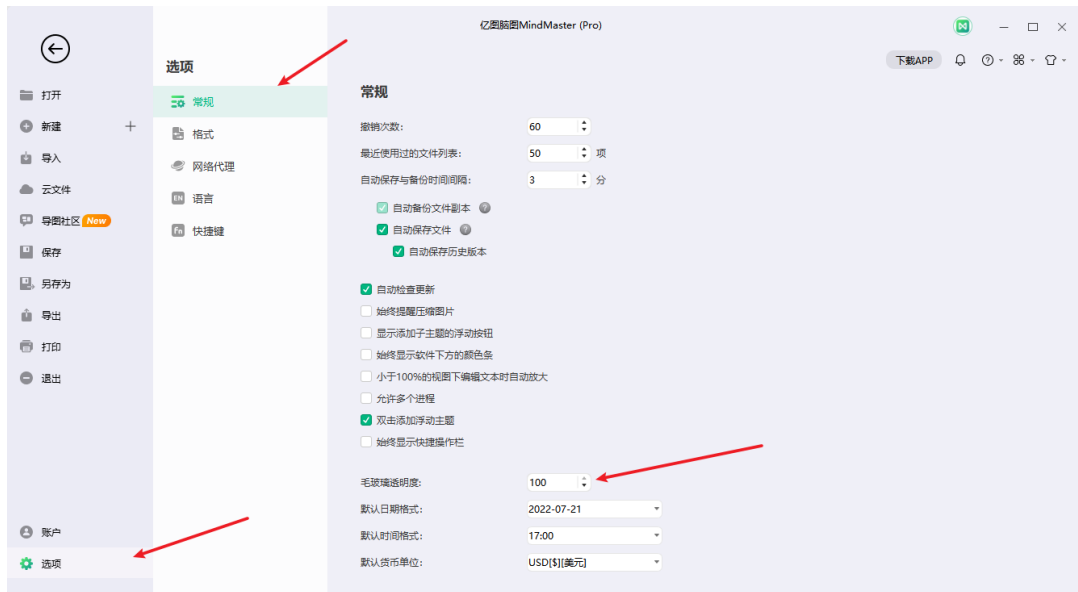 亿图脑图MindMaster (Pro)
下载APP
打开
新建
导入
云文件
导图社区 New
保存
另存为
导出
打印
退出
账户
选项
选项
常规
格式
网络代理
EN 语言
fn 快捷键
常规
撤销次数: 60
最近使用过的文件列表: 50 项
自动保存与备份时间间隔: 3 分
自动备份文件副本 ?
自动保存文件 ?
自动保存历史版本
自动检查更新
始终提醒压缩图片
显示添加子主题的浮动按钮
始终显示软件下方的颜色条
小于100%的视图下编辑文本时自动放大
允许多个进程
双击添加浮动主题
始终显示快捷操作栏
毛玻璃透明度: 100
默认日期格式: 2022-07-21
默认时间格式: 17:00
默认货币单位: USD[$][美元]